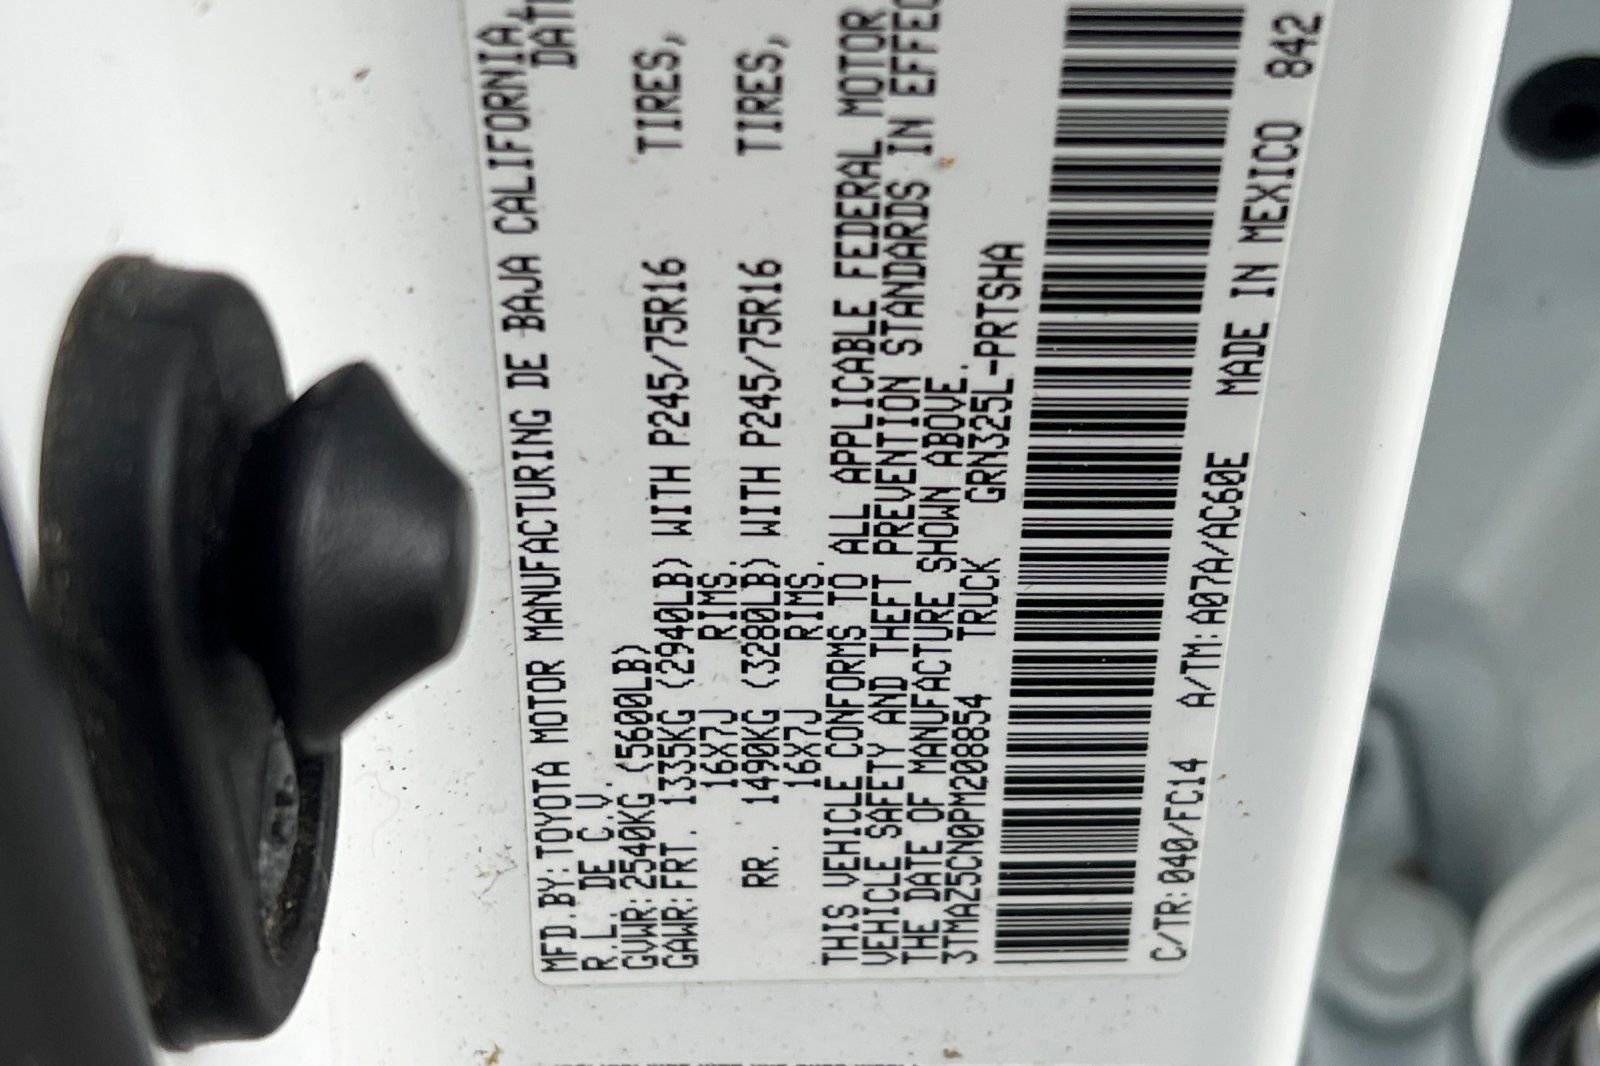 MFD.BY:TOYOTA MOTOR MANUFACTURING DE BAJA CALIFORNIA,
R.L. DE C.V.
GVWR:2540KG (5600LB)
GAWR:FRT. 1335KG (2940LB) WITH P245/75R16 TIRES,
16X7J RIMS.
RR. 1490KG (3280LB) WITH P245/75R16 TIRES,
16X7J RIMS.
THIS VEHICLE CONFORMS TO ALL APPLICABLE FEDERAL MOTOR
VEHICLE SAFETY AND THEFT PREVENTION STANDARDS IN
THE DATE OF MANUFACTURE SHOWN ABOVE.
3TMAZ5CN0PM208854 TRUCK GRN325L-PRTSHA
C/TR:040/FC14 A/TM:A07A/AC60E MADE IN MEXICO 842